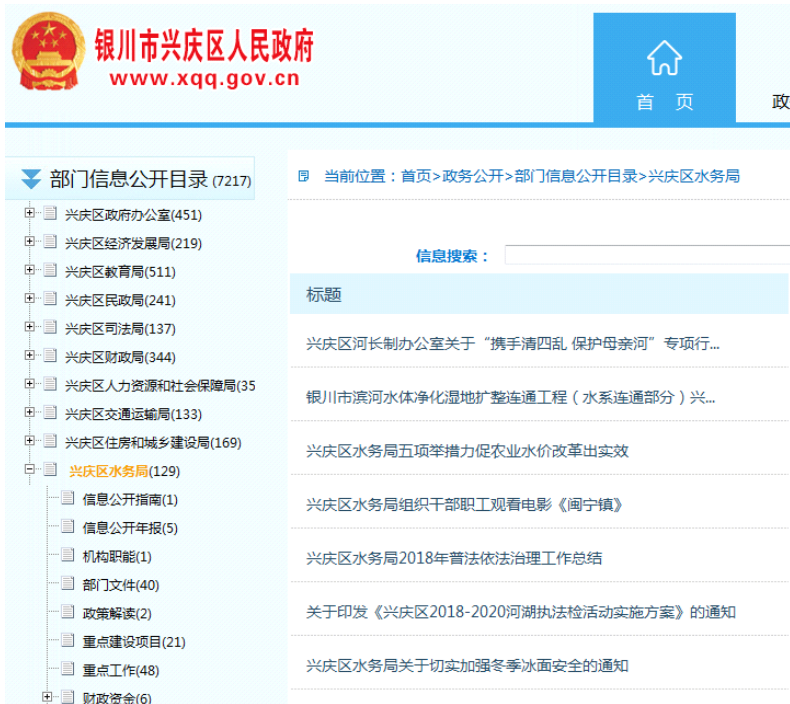 银川市兴庆区人民政府
www.xqq.gov.cn
首 页
政
部门信息公开目录 (7217)
兴庆区政府办公室(451)
兴庆区经济发展局(219)
兴庆区教育局(511)
兴庆区民政局(241)
兴庆区司法局(137)
兴庆区财政局(344)
兴庆区人力资源和社会保障局(35
兴庆区交通运输局(133)
兴庆区住房和城乡建设局(169)
兴庆区水务局(129)
信息公开指南(1)
信息公开年报(5)
机构职能(1)
部门文件(40)
政策解读(2)
重点建设项目(21)
重点工作(48)
财政资金(6)
当前位置：首页>政务公开>部门信息公开目录>兴庆区水务局
信息搜索：
标题
兴庆区河长制办公室关于“携手清四乱 保护母亲河”专项行...
银川市滨河水体净化湿地扩整连通工程（水系连通部分）兴...
兴庆区水务局五项举措力促农业水价改革出实效
兴庆区水务局组织干部职工观看电影《闽宁镇》
兴庆区水务局2018年普法依法治理工作总结
关于印发《兴庆区2018-2020河湖执法检活动实施方案》的通知
兴庆区水务局关于切实加强冬季冰面安全的通知